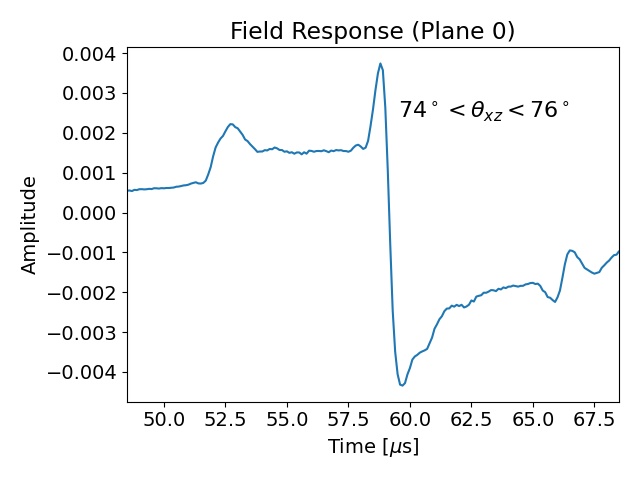 Field Response (Plane 0)
0.004
0.003
0.002
0.001
0.000
−0.001
−0.002
−0.003
−0.004
Amplitude
74° < θxz < 76°
50.0 52.5 55.0 57.5 60.0 62.5 65.0 67.5
Time [μs]